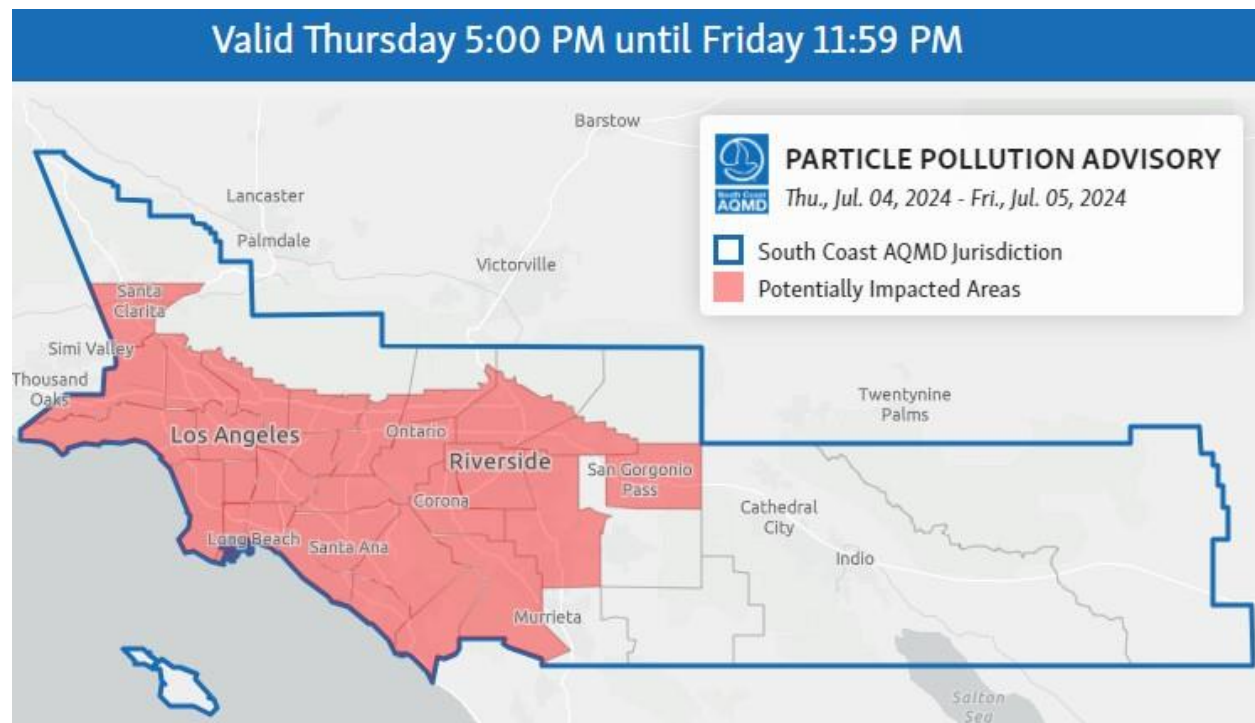 Valid Thursday 5:00 PM until Friday 11:59 PM
Barstow
South Coast
AQMD
PARTICLE POLLUTION ADVISORY
Thu., Jul. 04, 2024 - Fri., Jul. 05, 2024
South Coast AQMD Jurisdiction
Potentially Impacted Areas
Lancaster
Palmdale
Victorville
Santa
Clarita
Simi Valley
Thousand
Oaks
Twentynine
Palms
Los Angeles
Ontario
Riverside
San Gorgonio
Pass
Corona
Cathedral
City
Long Beach
Santa Ana
Indio
Murrieta
Salton
Sea